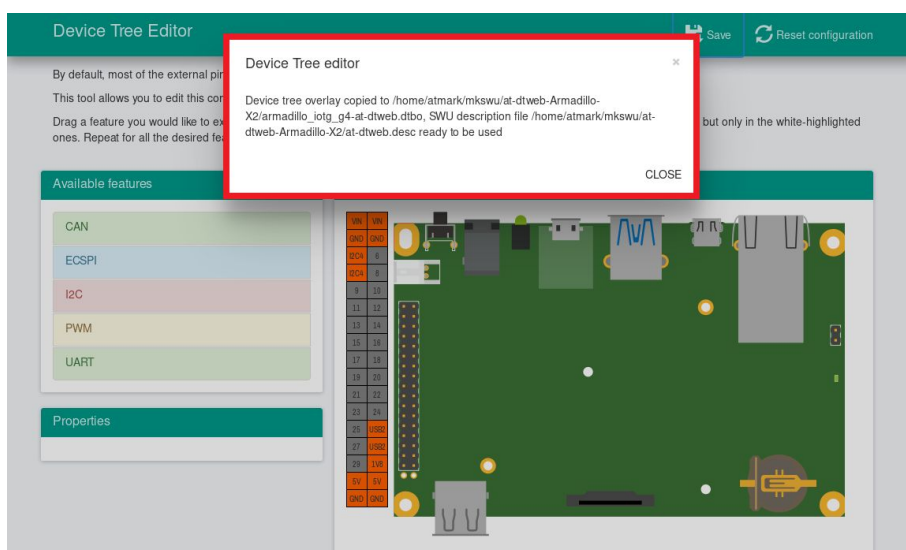 Device Tree Editor
Save
Reset configuration
By default, most of the external pin
This tool allows you to edit this con
Drag a feature you would like to ex
but only in the white-highlighted
ones. Repeat for all the desired fea
Device Tree editor
×
Device tree overlay copied to /home/atmark/mkswu/at-dtweb-Armadillo-
X2/armadillo_iotg_g4-at-dtweb.dtbo, SWU description file /home/atmark/mkswu/at-
dtweb-Armadillo-X2/at-dtweb.desc ready to be used
CLOSE
Available features
CAN
ECSPI
I2C
PWM
UART
Properties
VIN VIN
GND GND
I2C4 6
I2C4 8
9 10
11 12
13 14
15 16
17 18
19 20
21 22
23 24
25 USB2
27 USB2
29 1V8
5V 5V
GND GND